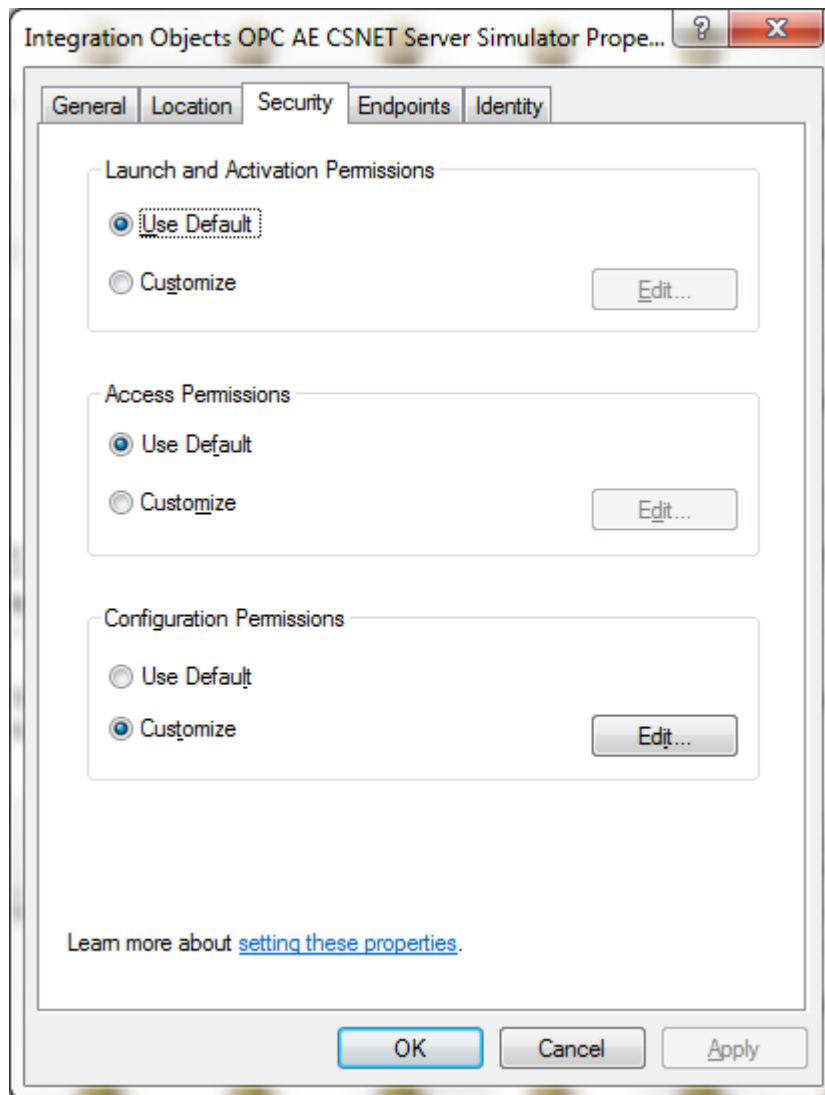 Integration Objects OPC AE CSNET Server Simulator Prope... ? X
General Location Security Endpoints Identity
Launch and Activation Permissions
Use Default
Customize
Edit...
Access Permissions
Use Default
Customize
Edit...
Configuration Permissions
Use Default
Customize
Edit...
Learn more about setting these properties.
OK Cancel Apply